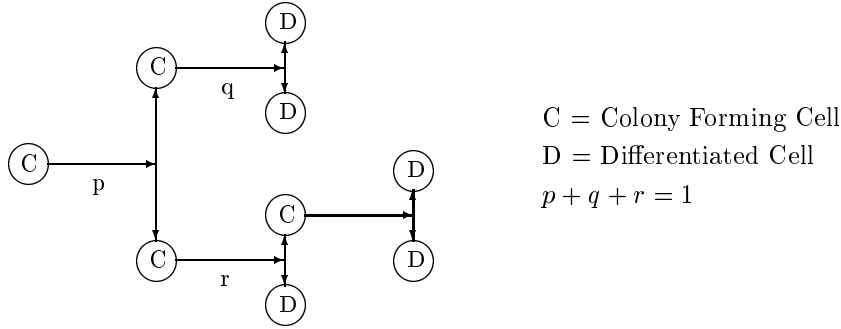 D
C
q
D
C
p
D
C
C
r
D
D
C = Colony Forming Cell
D = Differentiated Cell
p + q + r = 1